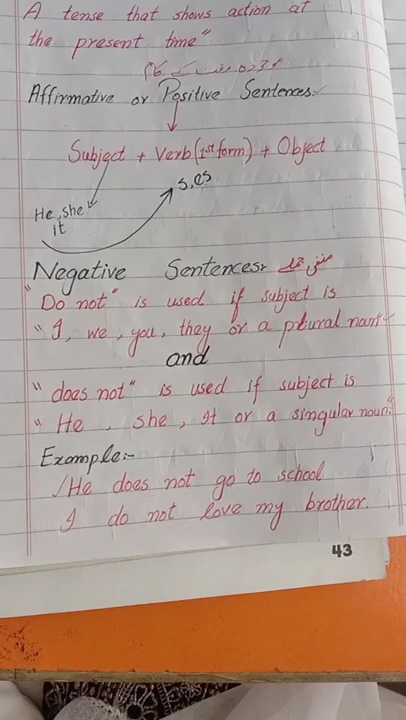 A tense that shows action at
the present time"
Affirmative or Positive Sentences:
Subject + Verb (1st form) + Object
s, es
He, she
it
Negative Sentences:
"Do not" is used if subject is
"I, we, you, they or a plural noun
and
"does not" is used if subject is
"He, she, It or a singular noun."
Example:-
He does not go to school.
I do not love my brother.
43